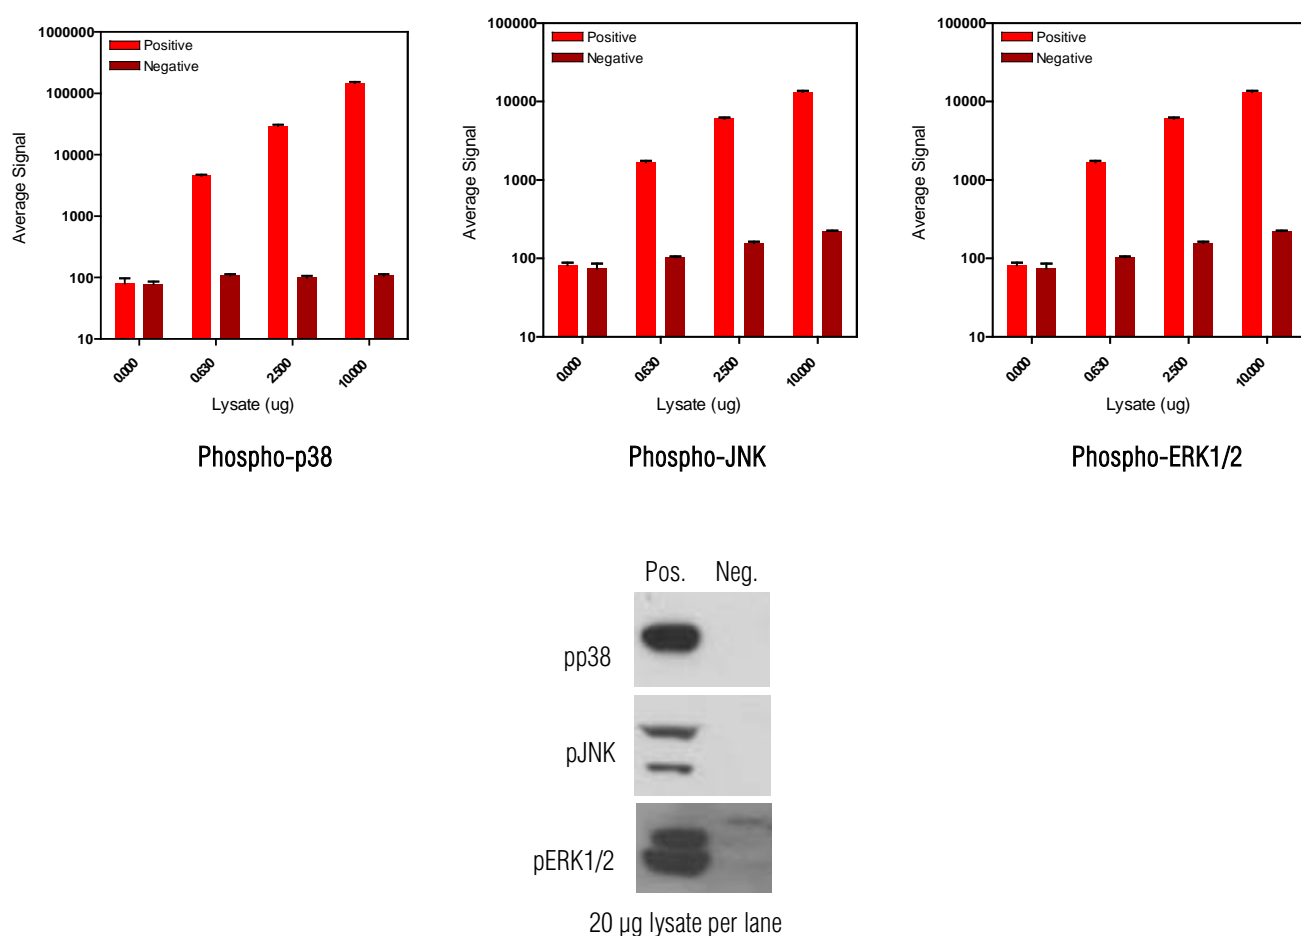 1000000
100000
10000
1000
100
10
Average Signal
Positive
Negative
0.000
0.630
2.500
10.000
Lysate (ug)
Phospho-p38
100000
10000
1000
100
10
Average Signal
Positive
Negative
0.000
0.630
2.500
10.000
Lysate (ug)
Phospho-JNK
100000
10000
1000
100
10
Average Signal
Positive
Negative
0.000
0.630
2.500
10.000
Lysate (ug)
Phospho-ERK1/2
Pos. Neg.
pp38
pJNK
pERK1/2
20 µg lysate per lane